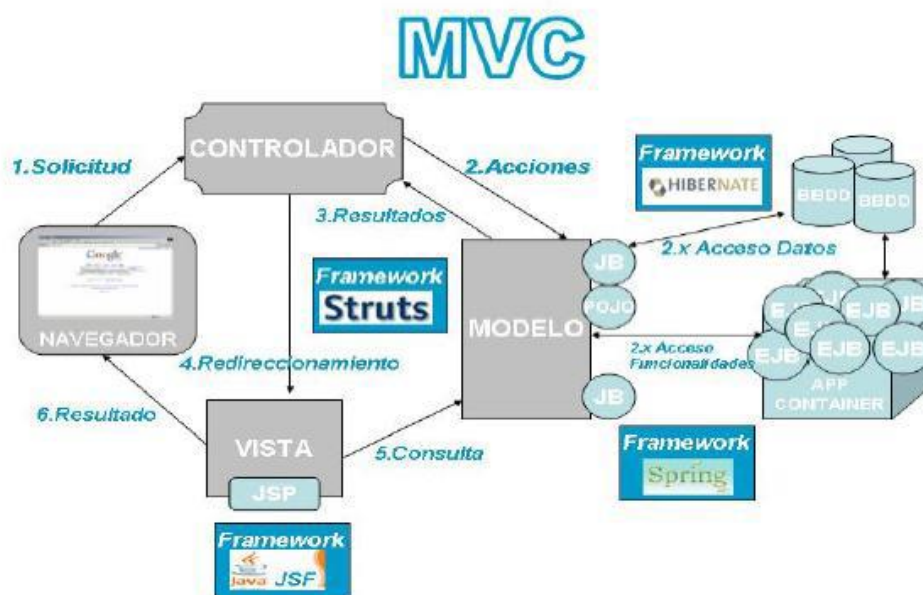 MVC
CONTROLADOR
1.Solicitud
2.Acciones
3.Resultados
Framework
HIBERNATE
BBDD
BBDD
2.x Acceso Datos
Google
NAVEGADOR
Framework
Struts
MODELO
JB
POJO
JB
2.x Acceso
Funcionalidades
EJB
EJB
EJB
EJB
EJB
APP
CONTAINER
4.Redireccionamiento
6.Resultado
VISTA
JSP
5.Consulta
Framework
Spring
Framework
Java
JSF